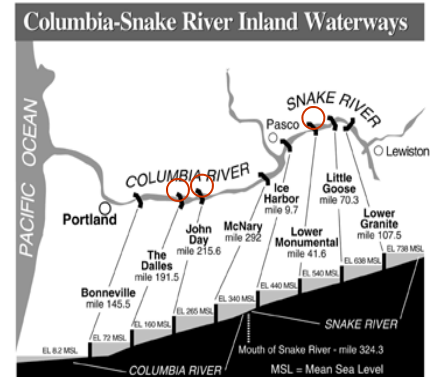 Columbia-Snake River Inland Waterways
PACIFIC OCEAN
SNAKE RIVER
Pasco
Lewiston
COLUMBIA RIVER
Portland
Ice
Harbor
mile 9.7
Little
Goose
mile 70.3
McNary
mile 292
John
Day
mile 215.6
Lower
Granite
mile 107.5
Lower
Monumental
mile 41.6
The
Dalles
mile 191.5
Bonneville
mile 145.5
EL 8.2 MSL
EL 72 MSL
EL 160 MSL
EL 265 MSL
EL 340 MSL
EL 440 MSL
EL 540 MSL
EL 638 MSL
EL 738 MSL
SNAKE RIVER
Mouth of Snake River - mile 324.3
COLUMBIA RIVER
MSL = Mean Sea Level